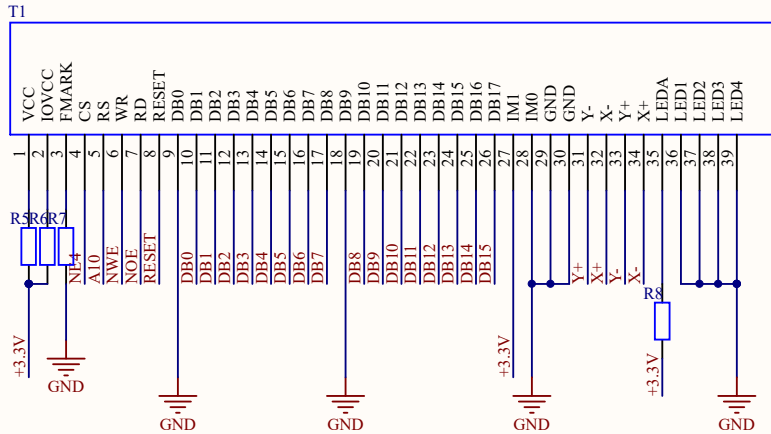 T1
VCC
IOVCC
FMARK
CS
RS
WR
RD
RESET
DB0
DB1
DB2
DB3
DB4
DB5
DB6
DB7
DB8
DB9
DB10
DB11
DB12
DB13
DB14
DB15
DB16
DB17
IM1
IM0
GND
GND
Y-
X-
Y+
X+
LEDA
LED1
LED2
LED3
LED4
1
2
3
4
5
6
7
8
9
10
11
12
13
14
15
16
17
18
19
20
21
22
23
24
25
26
27
28
29
30
31
32
33
34
35
36
37
38
39
R5
R6
R7
NE4
A10
NWE
NOE
RESET
DB0
DB1
DB2
DB3
DB4
DB5
DB6
DB7
DB8
DB9
DB10
DB11
DB12
DB13
DB14
DB15
Y+
X+
Y-
X-
R8
+3.3V
GND
GND
GND
+3.3V
GND
+3.3V
GND